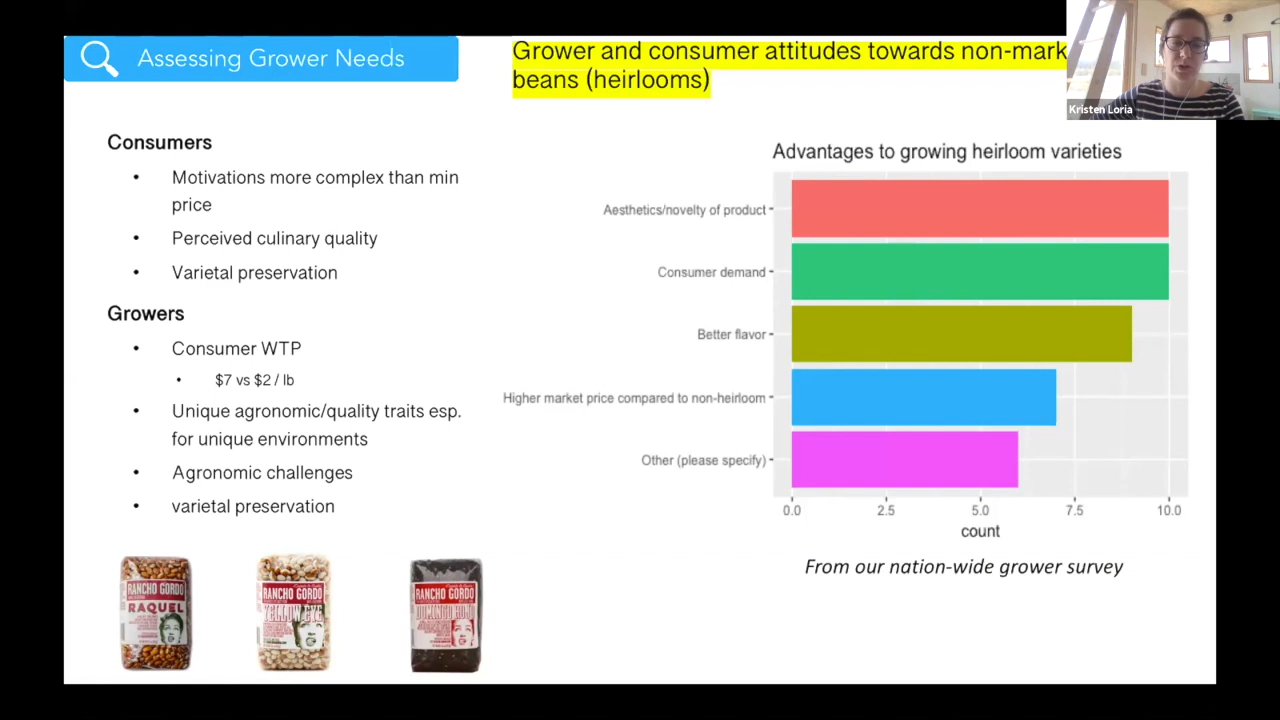 Assessing Grower Needs
Grower and consumer attitudes towards non-mark
beans (heirlooms)
Kristen Loria
Consumers
• Motivations more complex than min
price
• Perceived culinary quality
• Varietal preservation
Growers
• Consumer WTP
• $7 vs $2 / lb
• Unique agronomic/quality traits esp.
for unique environments
• Agronomic challenges
• varietal preservation
Advantages to growing heirloom varieties
Aesthetics/novelty of product
Consumer demand
Better flavor
Higher market price compared to non-heirloom
Other (please specify)
0.0 2.5 5.0 7.5 10.0
count
From our nation-wide grower survey
RANCHO GORDO
RAQUEL
RANCHO GORDO
YELLOW EYE
RANCHO GORDO
DOMINGO ROJO